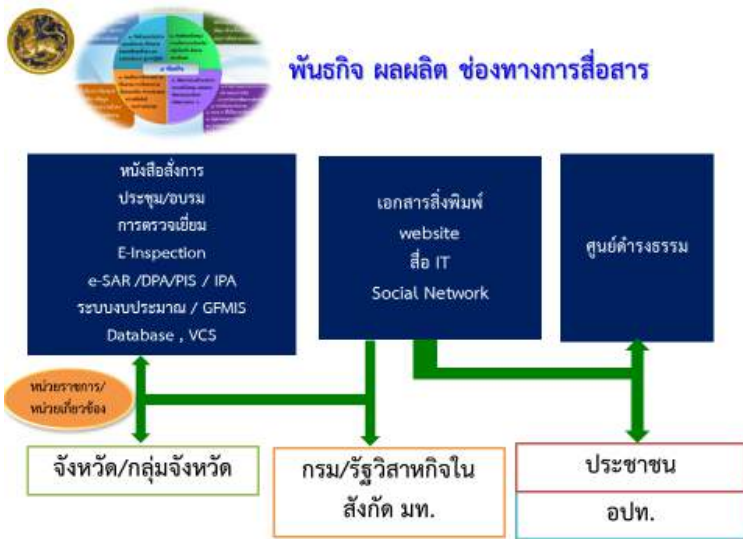 พันธกิจ ผลผลิต ช่องทางการสื่อสาร
หนังสือสั่งการ
ประชุม/อบรม
การตรวจเยี่ยม
E-Inspection
e-SAR /DPA/PIS / IPA
ระบบงบประมาณ / GFMIS
Database , VCS
เอกสารสิ่งพิมพ์
website
สื่อ IT
Social Network
ศูนย์ดำรงธรรม
หน่วยราชการ/
หน่วยเกี่ยวข้อง
จังหวัด/กลุ่มจังหวัด
กรม/รัฐวิสาหกิจใน
สังกัด มท.
ประชาชน
อปท.